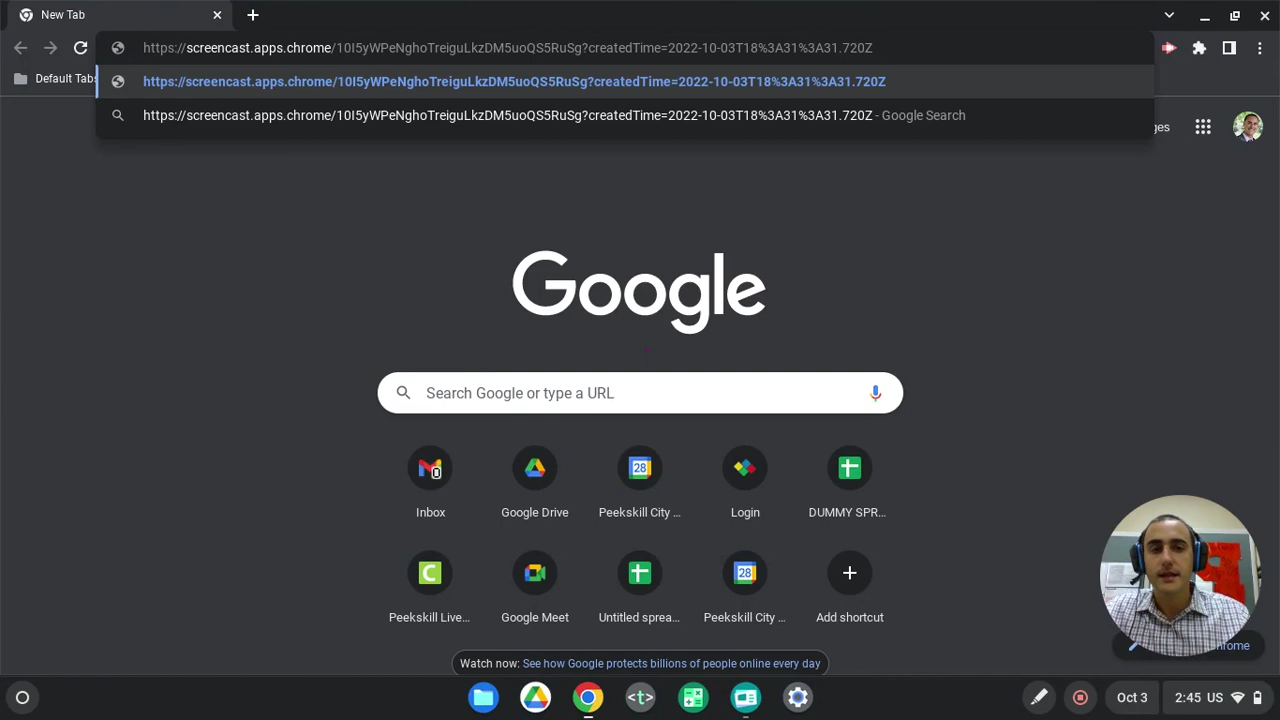 New Tab
https://screencast.apps.chrome/10I5yWPeNghoTreiguLkzDM5uoQS5RuSg?createdTime=2022-10-03T18%3A31%3A31.720Z
Default Tabs
https://screencast.apps.chrome/10I5yWPeNghoTreiguLkzDM5uoQS5RuSg?createdTime=2022-10-03T18%3A31%3A31.720Z
https://screencast.apps.chrome/10I5yWPeNghoTreiguLkzDM5uoQS5RuSg?createdTime=2022-10-03T18%3A31%3A31.720Z - Google Search
Google
Search Google or type a URL
28
Inbox
Google Drive
Peekskill City ...
Login
DUMMY SPR...
C
28
Peekskill Live...
Google Meet
Untitled sprea...
Peekskill City ...
Add shortcut
Watch now: See how Google protects billions of people online every day
<t>
Oct 3
2:45 US